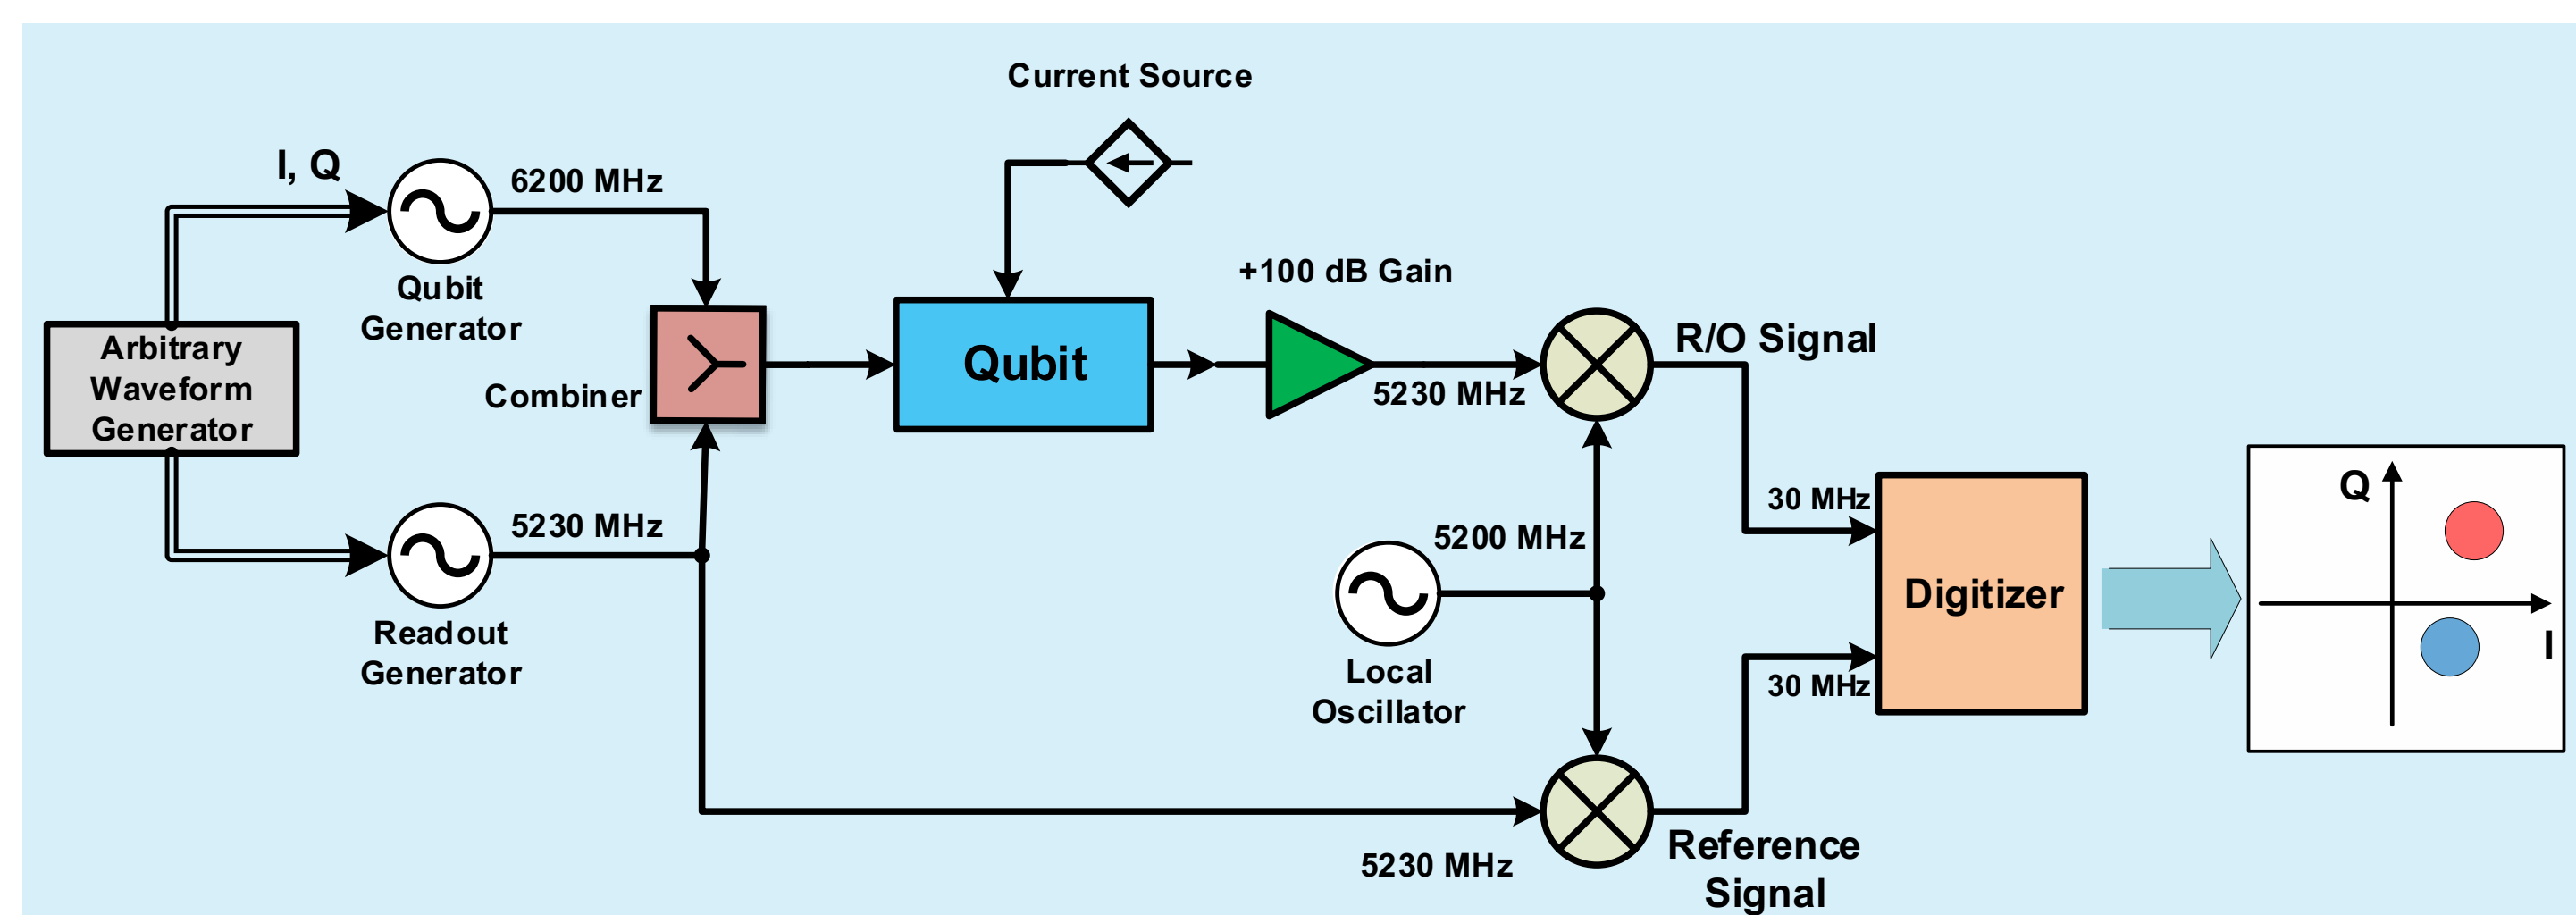 Current Source
I, Q
6200 MHz
Qubit
Generator
+100 dB Gain
Arbitrary
Waveform
Generator
Combiner
Qubit
5230 MHz
R/O Signal
5230 MHz
Readout
Generator
5200 MHz
Local
Oscillator
30 MHz
30 MHz
Digitizer
Q
I
5230 MHz
Reference
Signal